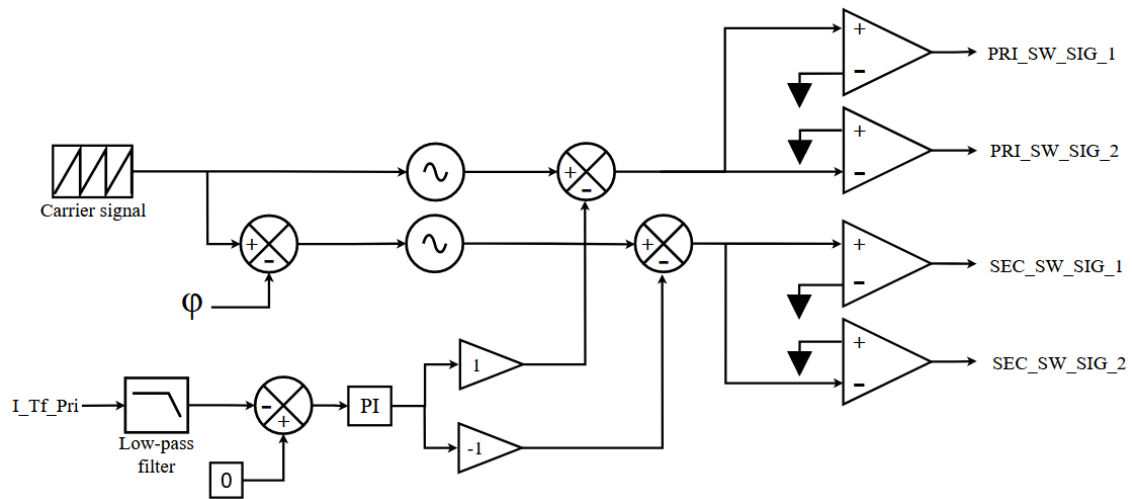 PRI_SW_SIG_1
+
-
+
-
PRI_SW_SIG_2
Carrier signal
+
-
+
-
+
-
φ
+
-
SEC_SW_SIG_1
+
-
SEC_SW_SIG_2
1
I_Tf_Pri
-
+
PI
Low-pass
filter
-1
0